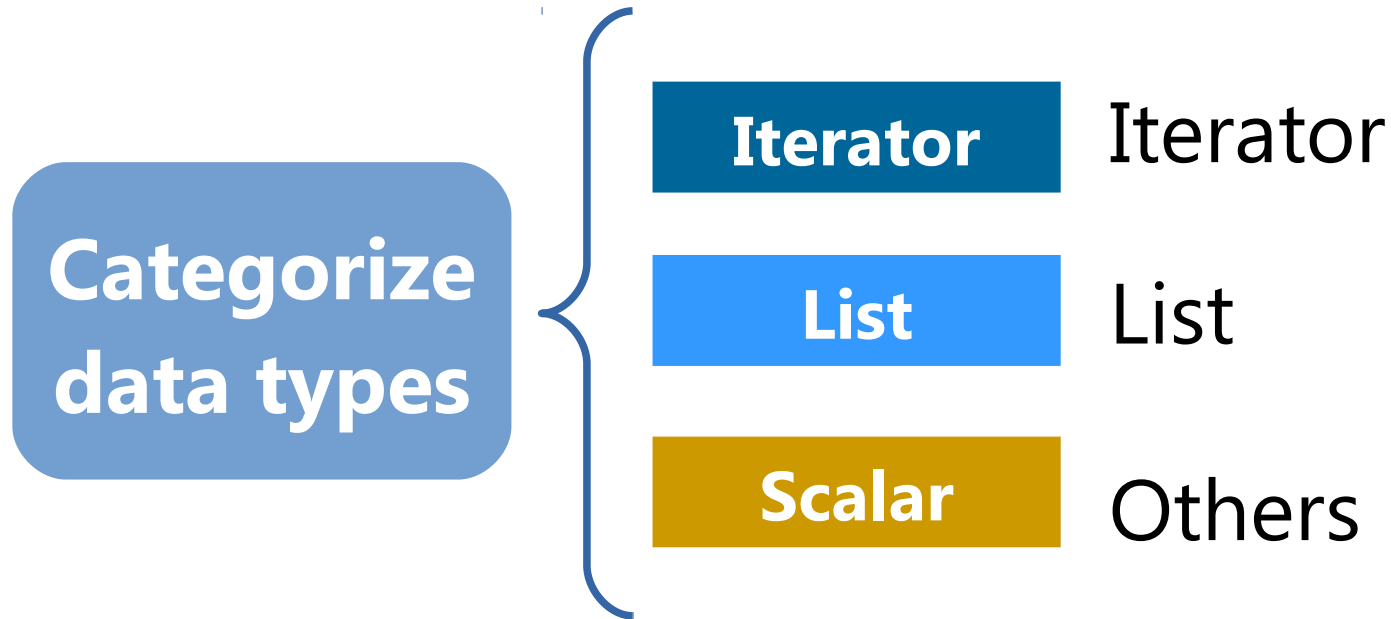 Categorize
data types
Iterator
Iterator
List
List
Scalar
Others